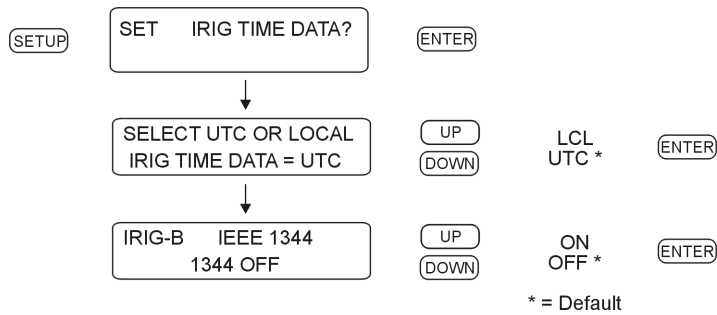 SETUP
SET IRIG TIME DATA?
ENTER
SELECT UTC OR LOCAL
IRIG TIME DATA = UTC
UP
DOWN
LCL
UTC *
ENTER
IRIG-B IEEE 1344
1344 OFF
UP
DOWN
ON
OFF *
ENTER
* = Default